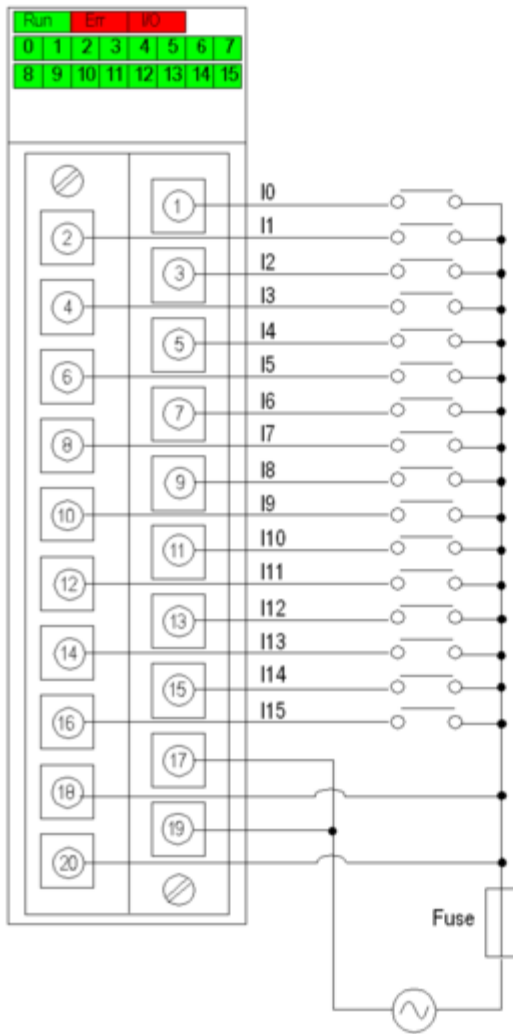 Run Err I/O
0 1 2 3 4 5 6 7
8 9 10 11 12 13 14 15
1 I0
2 I1
3 I2
4 I3
5 I4
6 I5
7 I6
8 I7
9 I8
10 I9
11 I10
12 I11
13 I12
14 I13
15 I14
16 I15
17
18
19
20
Fuse